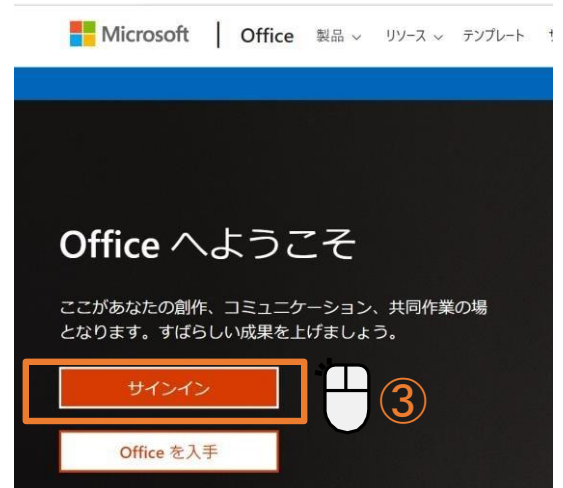 Microsoft | Office 製品 リソース テンプレート
Office へようこそ
ここがあなたの創作、コミュニケーション、共同作業の場
となります。すばらしい成果を上げましょう。
サインイン
③
Office を入手